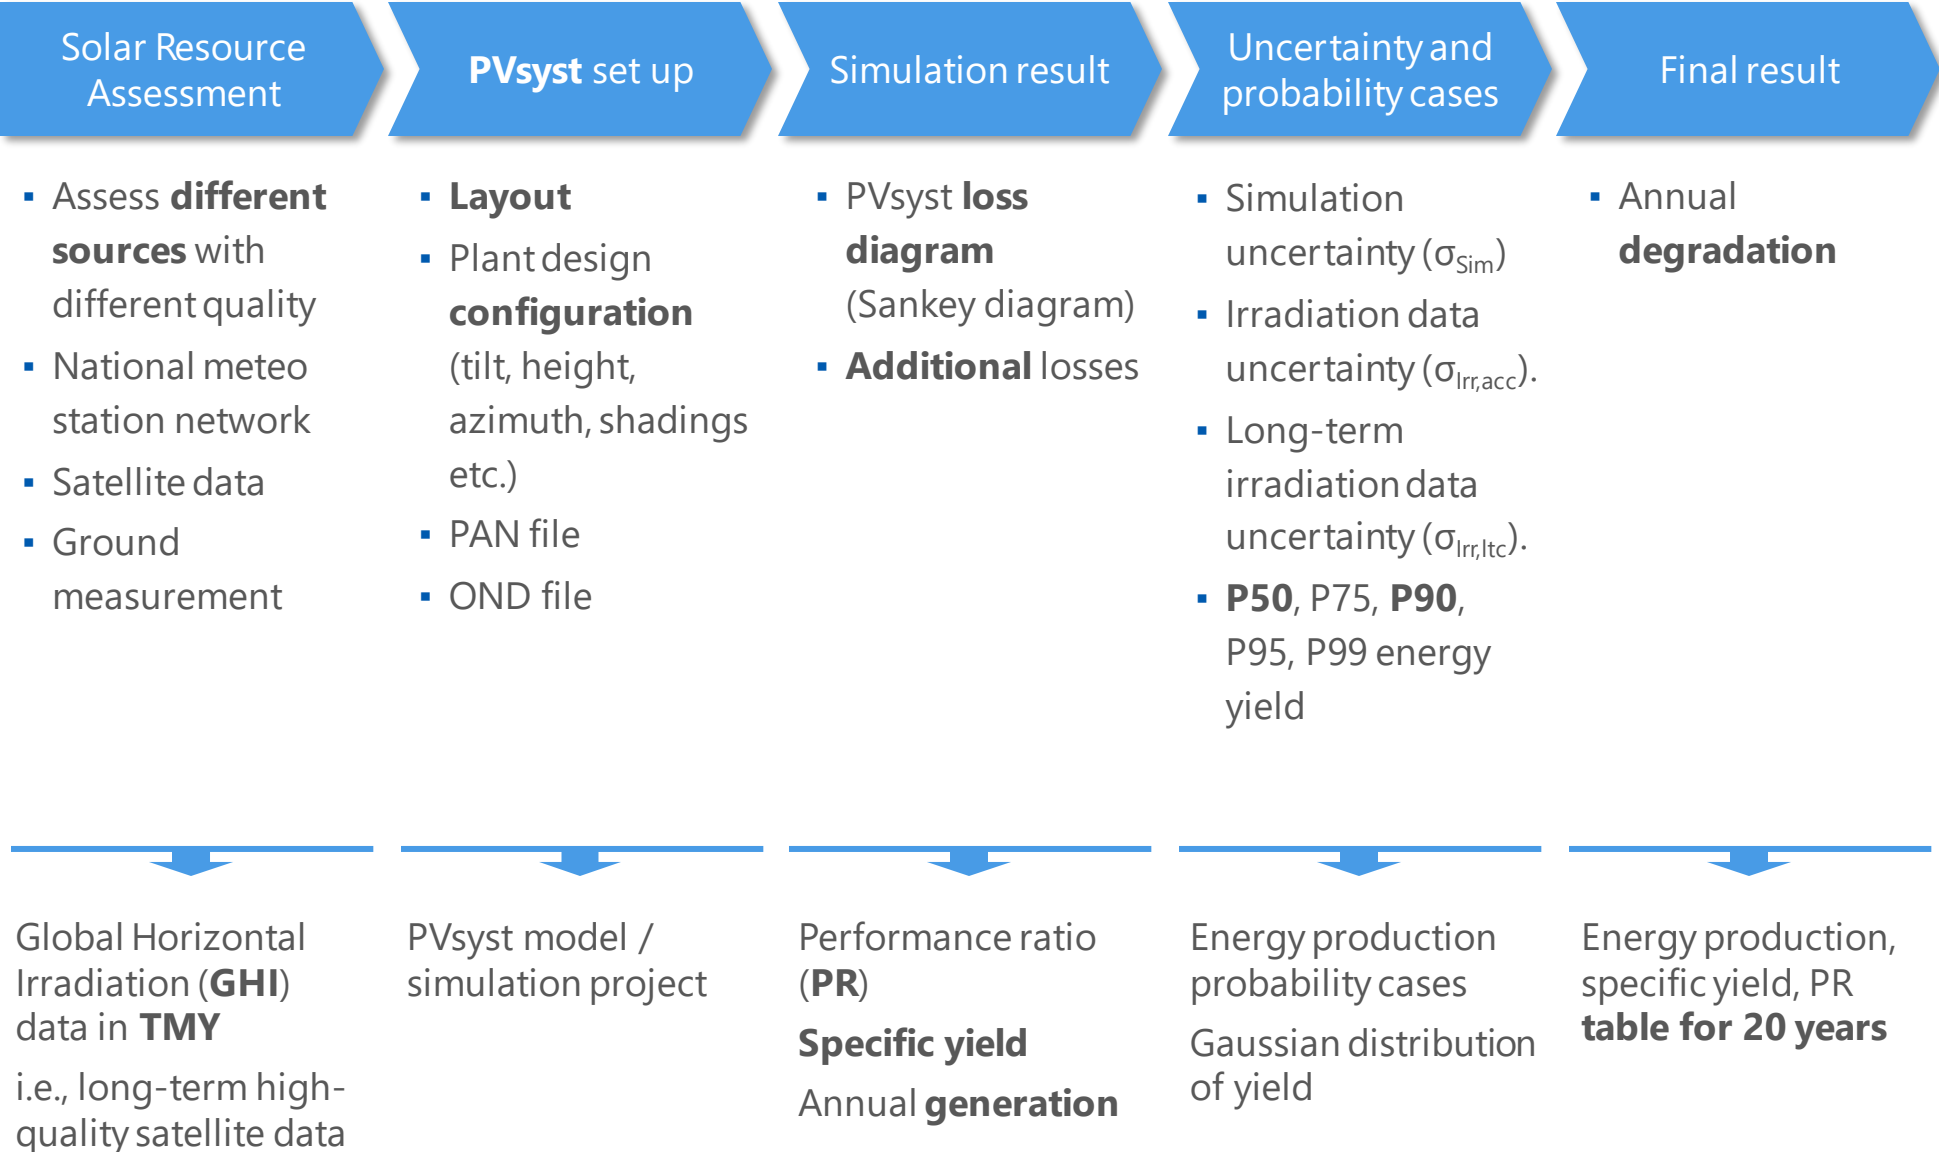 Solar Resource
Assessment
PVsyst set up
Simulation result
Uncertainty and
probability cases
Final result
▪ Assess different
sources with
different quality
▪ National meteo
station network
▪ Satellite data
▪ Ground
measurement
▪ Layout
▪ Plant design
configuration
(tilt, height,
azimuth, shadings
etc.)
▪ PAN file
▪ OND file
▪ PVsyst loss
diagram
(Sankey diagram)
▪ Additional losses
▪ Simulation
uncertainty (σSim)
▪ Irradiation data
uncertainty (σIrr,acc).
▪ Long-term
irradiation data
uncertainty (σIrr,ltc).
▪ P50, P75, P90,
P95, P99 energy
yield
▪ Annual
degradation
Global Horizontal
Irradiation (GHI)
data in TMY
i.e., long-term high-
quality satellite data
PVsyst model /
simulation project
Performance ratio
(PR)
Specific yield
Annual generation
Energy production
probability cases
Gaussian distribution
of yield
Energy production,
specific yield, PR
table for 20 years